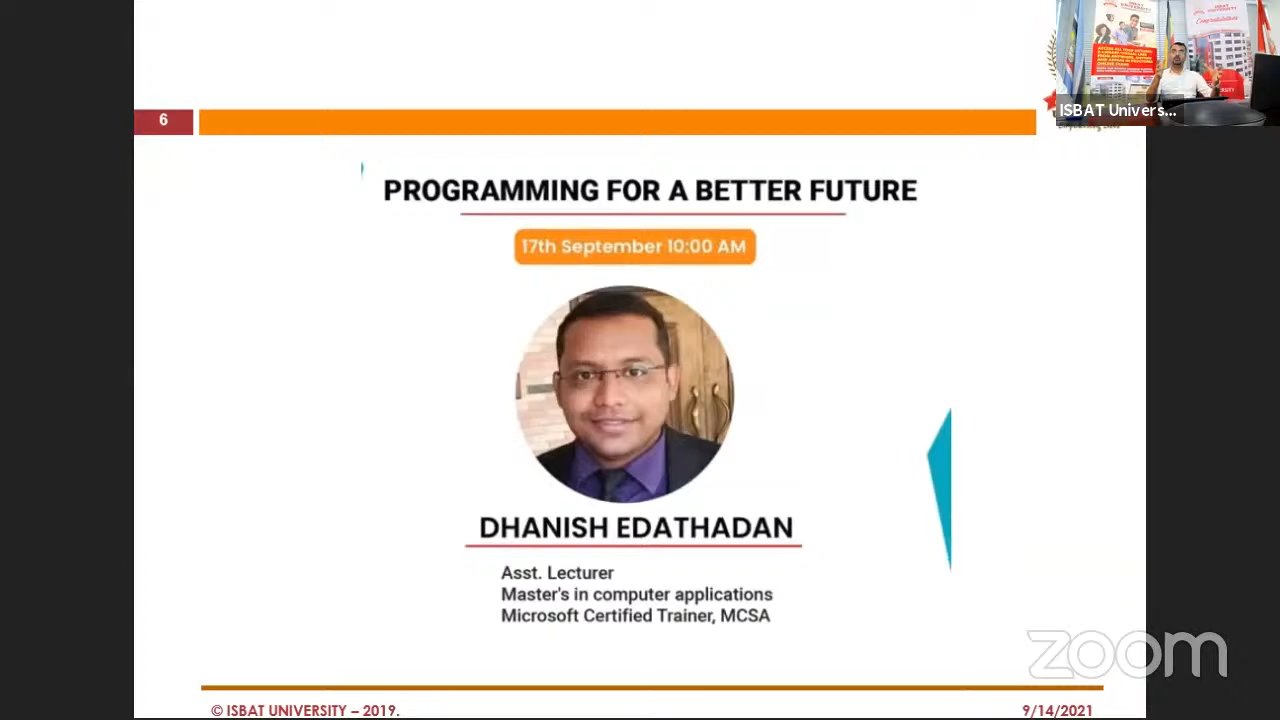 6
PROGRAMMING FOR A BETTER FUTURE
17th September 10:00 AM
DHANISH EDATHADAN
Asst. Lecturer
Master's in computer applications
Microsoft Certified Trainer, MCSA
© ISBAT UNIVERSITY – 2019.
9/14/2021
ISBAT Univers...
zoom